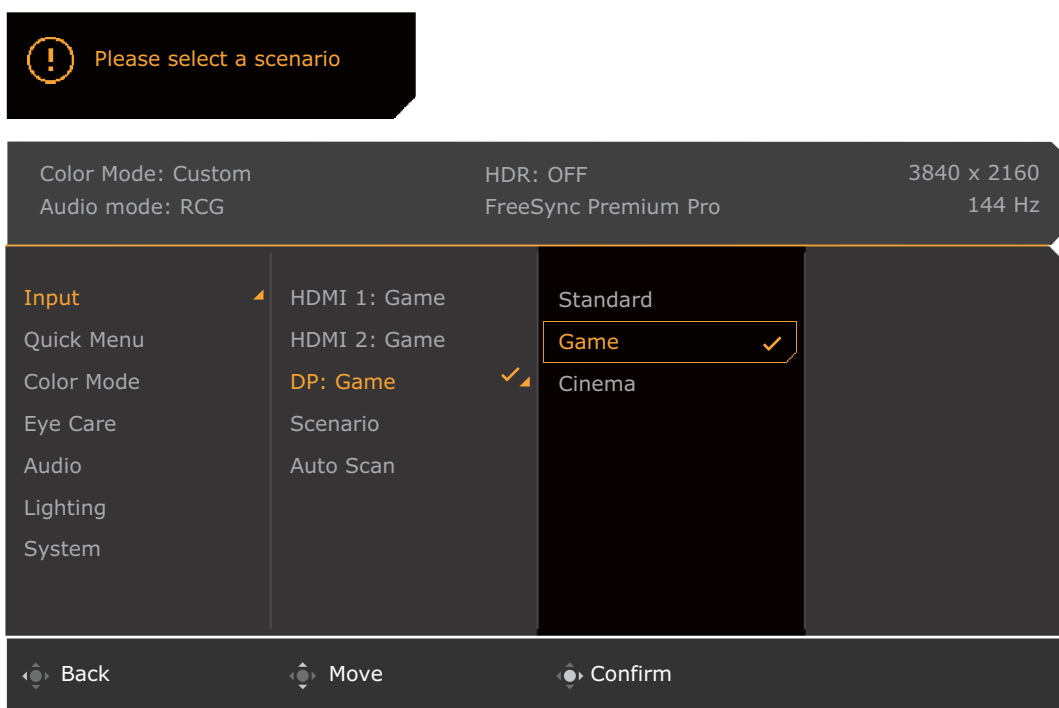 Please select a scenario
Color Mode: Custom
HDR: OFF
3840 x 2160
Audio mode: RCG
FreeSync Premium Pro
144 Hz
Input
Quick Menu
Color Mode
Eye Care
Audio
Lighting
System
HDMI 1: Game
HDMI 2: Game
DP: Game
Scenario
Auto Scan
Standard
Game
Cinema
Back
Move
Confirm